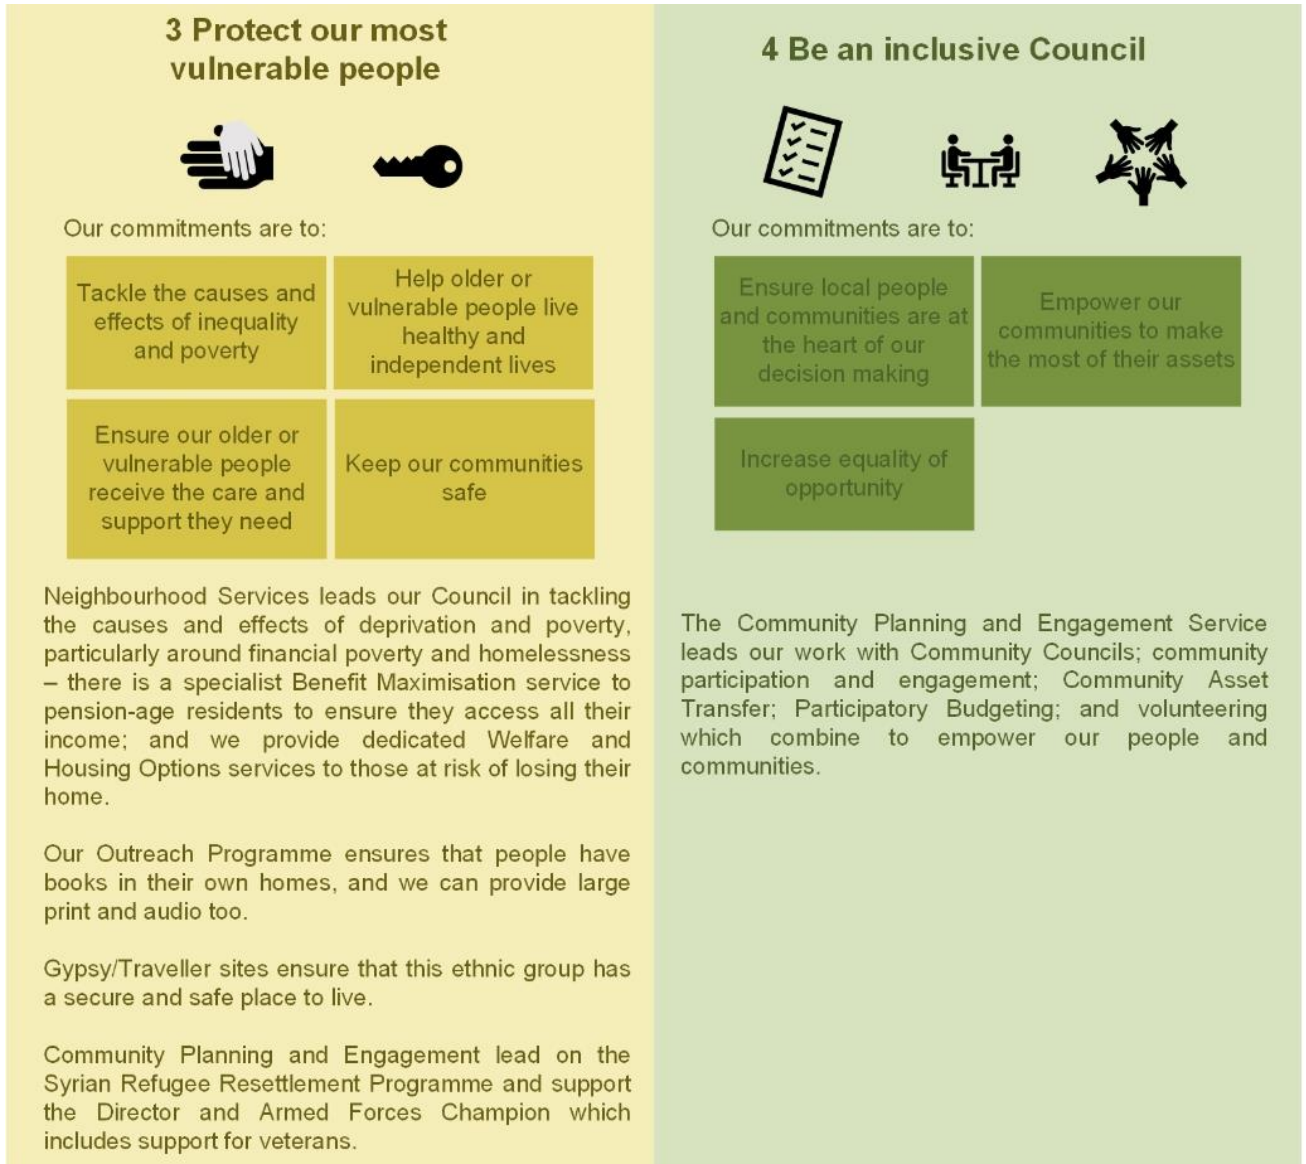 3 Protect our most
vulnerable people
Our commitments are to:
Tackle the causes and
effects of inequality
and poverty
Help older or
vulnerable people live
healthy and
independent lives
Ensure our older or
vulnerable people
receive the care and
support they need
Keep our communities
safe
Neighbourhood Services leads our Council in tackling
the causes and effects of deprivation and poverty,
particularly around financial poverty and homelessness
– there is a specialist Benefit Maximisation service to
pension-age residents to ensure they access all their
income; and we provide dedicated Welfare and
Housing Options services to those at risk of losing their
home.
Our Outreach Programme ensures that people have
books in their own homes, and we can provide large
print and audio too.
Gypsy/Traveller sites ensure that this ethnic group has
a secure and safe place to live.
Community Planning and Engagement lead on the
Syrian Refugee Resettlement Programme and support
the Director and Armed Forces Champion which
includes support for veterans.
4 Be an inclusive Council
Our commitments are to:
Ensure local people
and communities are at
the heart of our
decision making
Empower our
communities to make
the most of their assets
Increase equality of
opportunity
The Community Planning and Engagement Service
leads our work with Community Councils; community
participation and engagement; Community Asset
Transfer; Participatory Budgeting; and volunteering
which combine to empower our people and
communities.